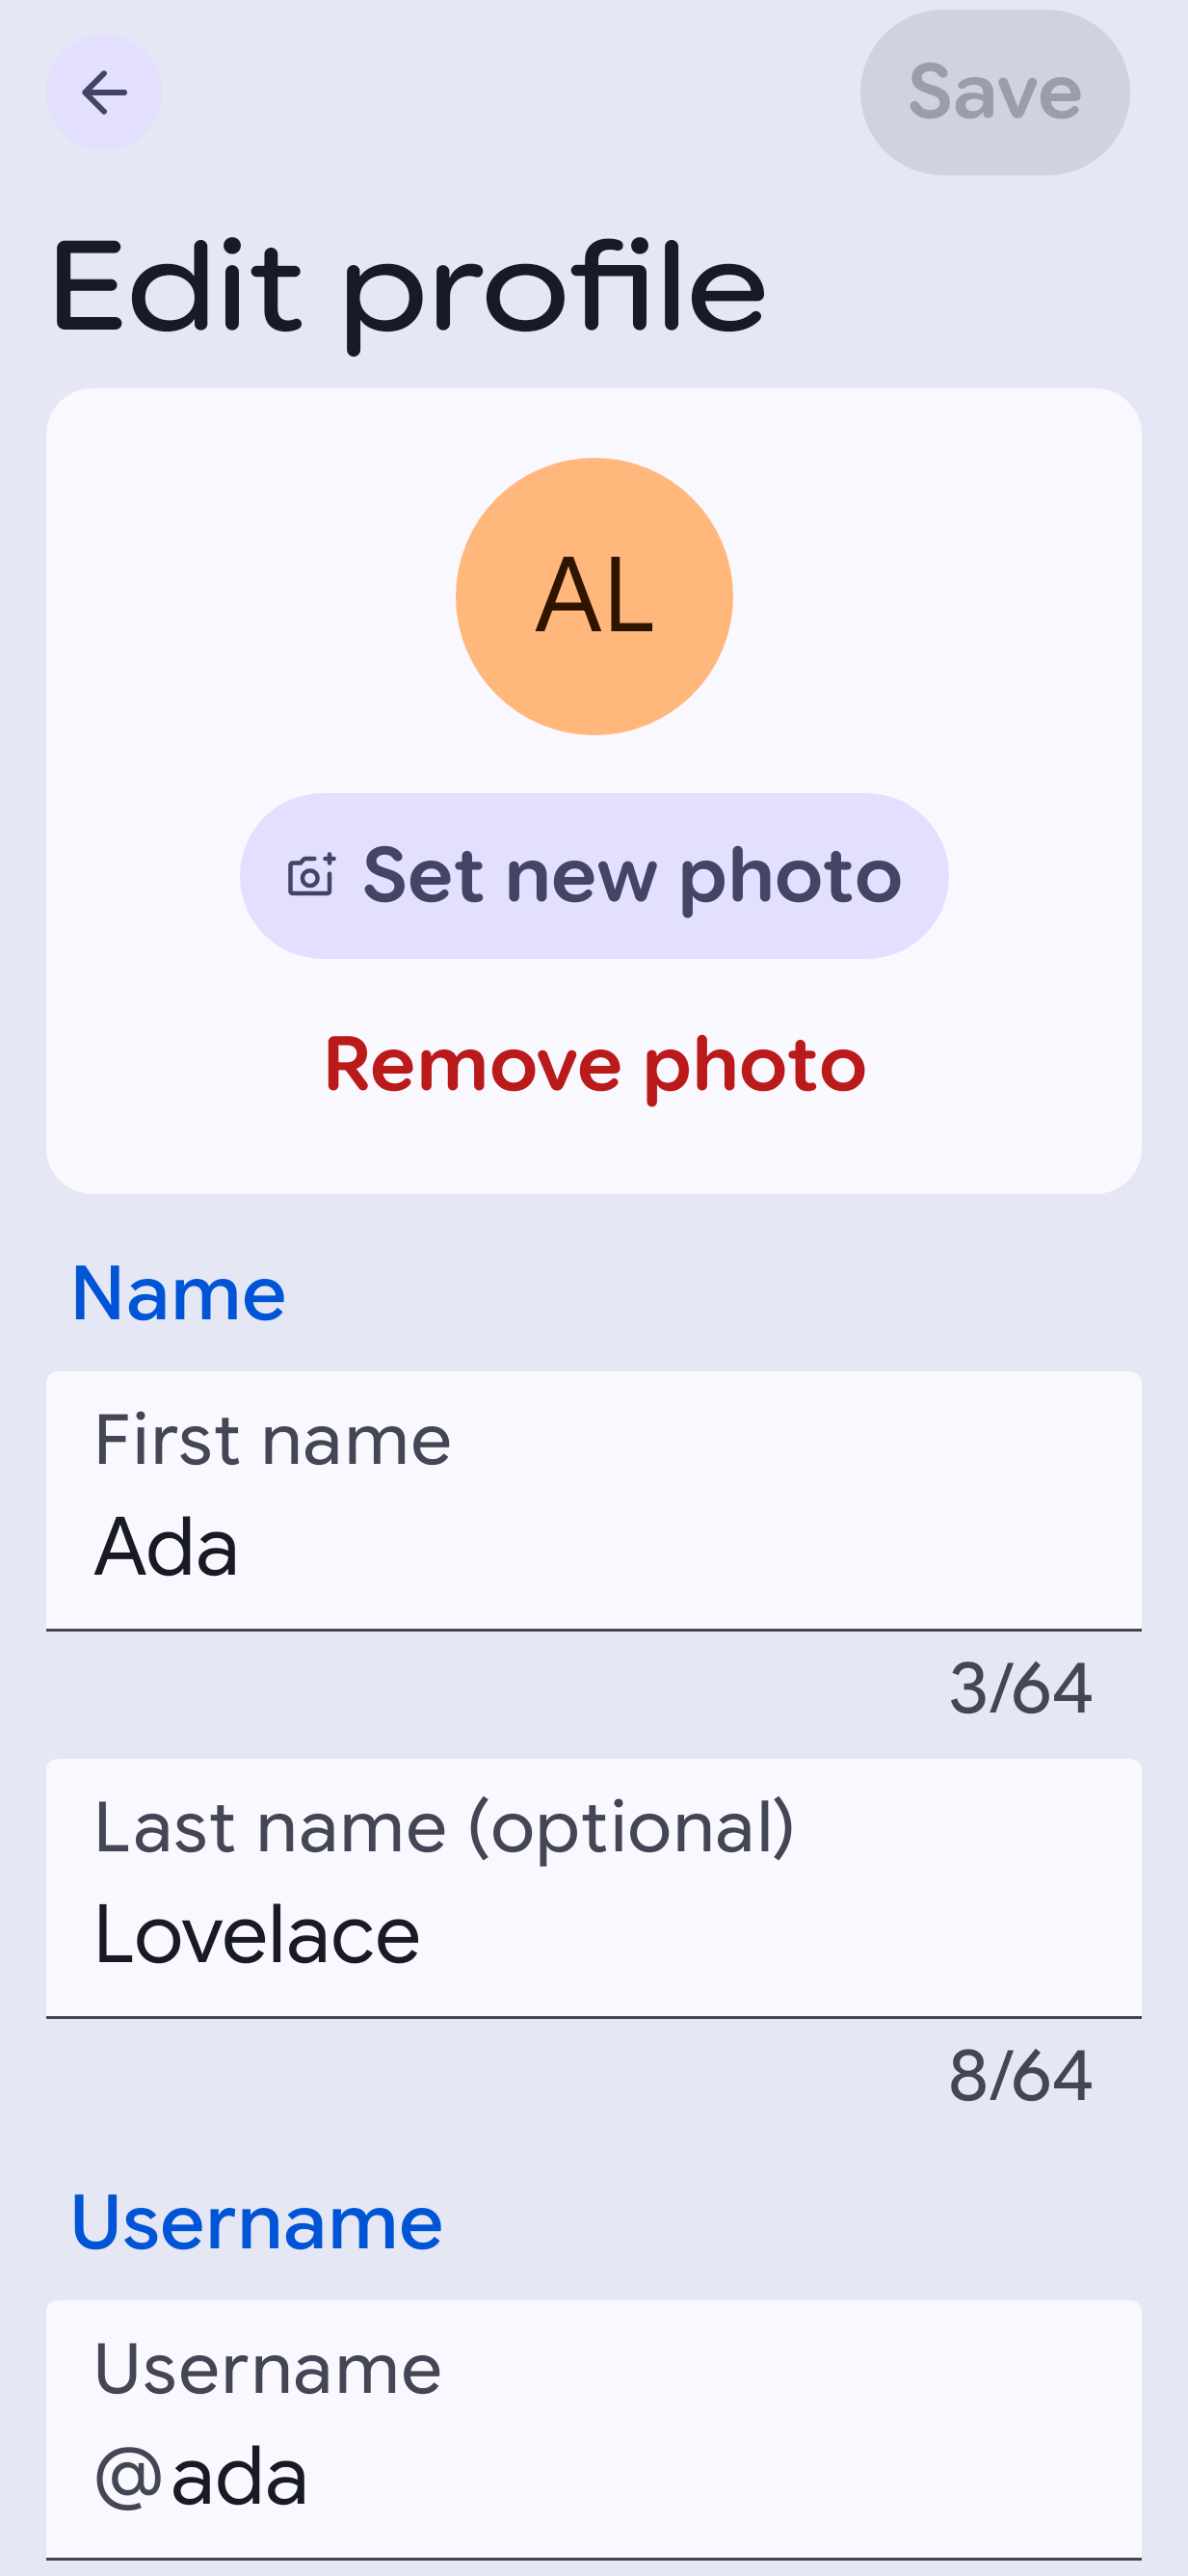 Save
Edit profile
AL
Set new photo
Remove photo
Name
First name
Ada
3/64
Last name (optional)
Lovelace
8/64
Username
Username
@ada